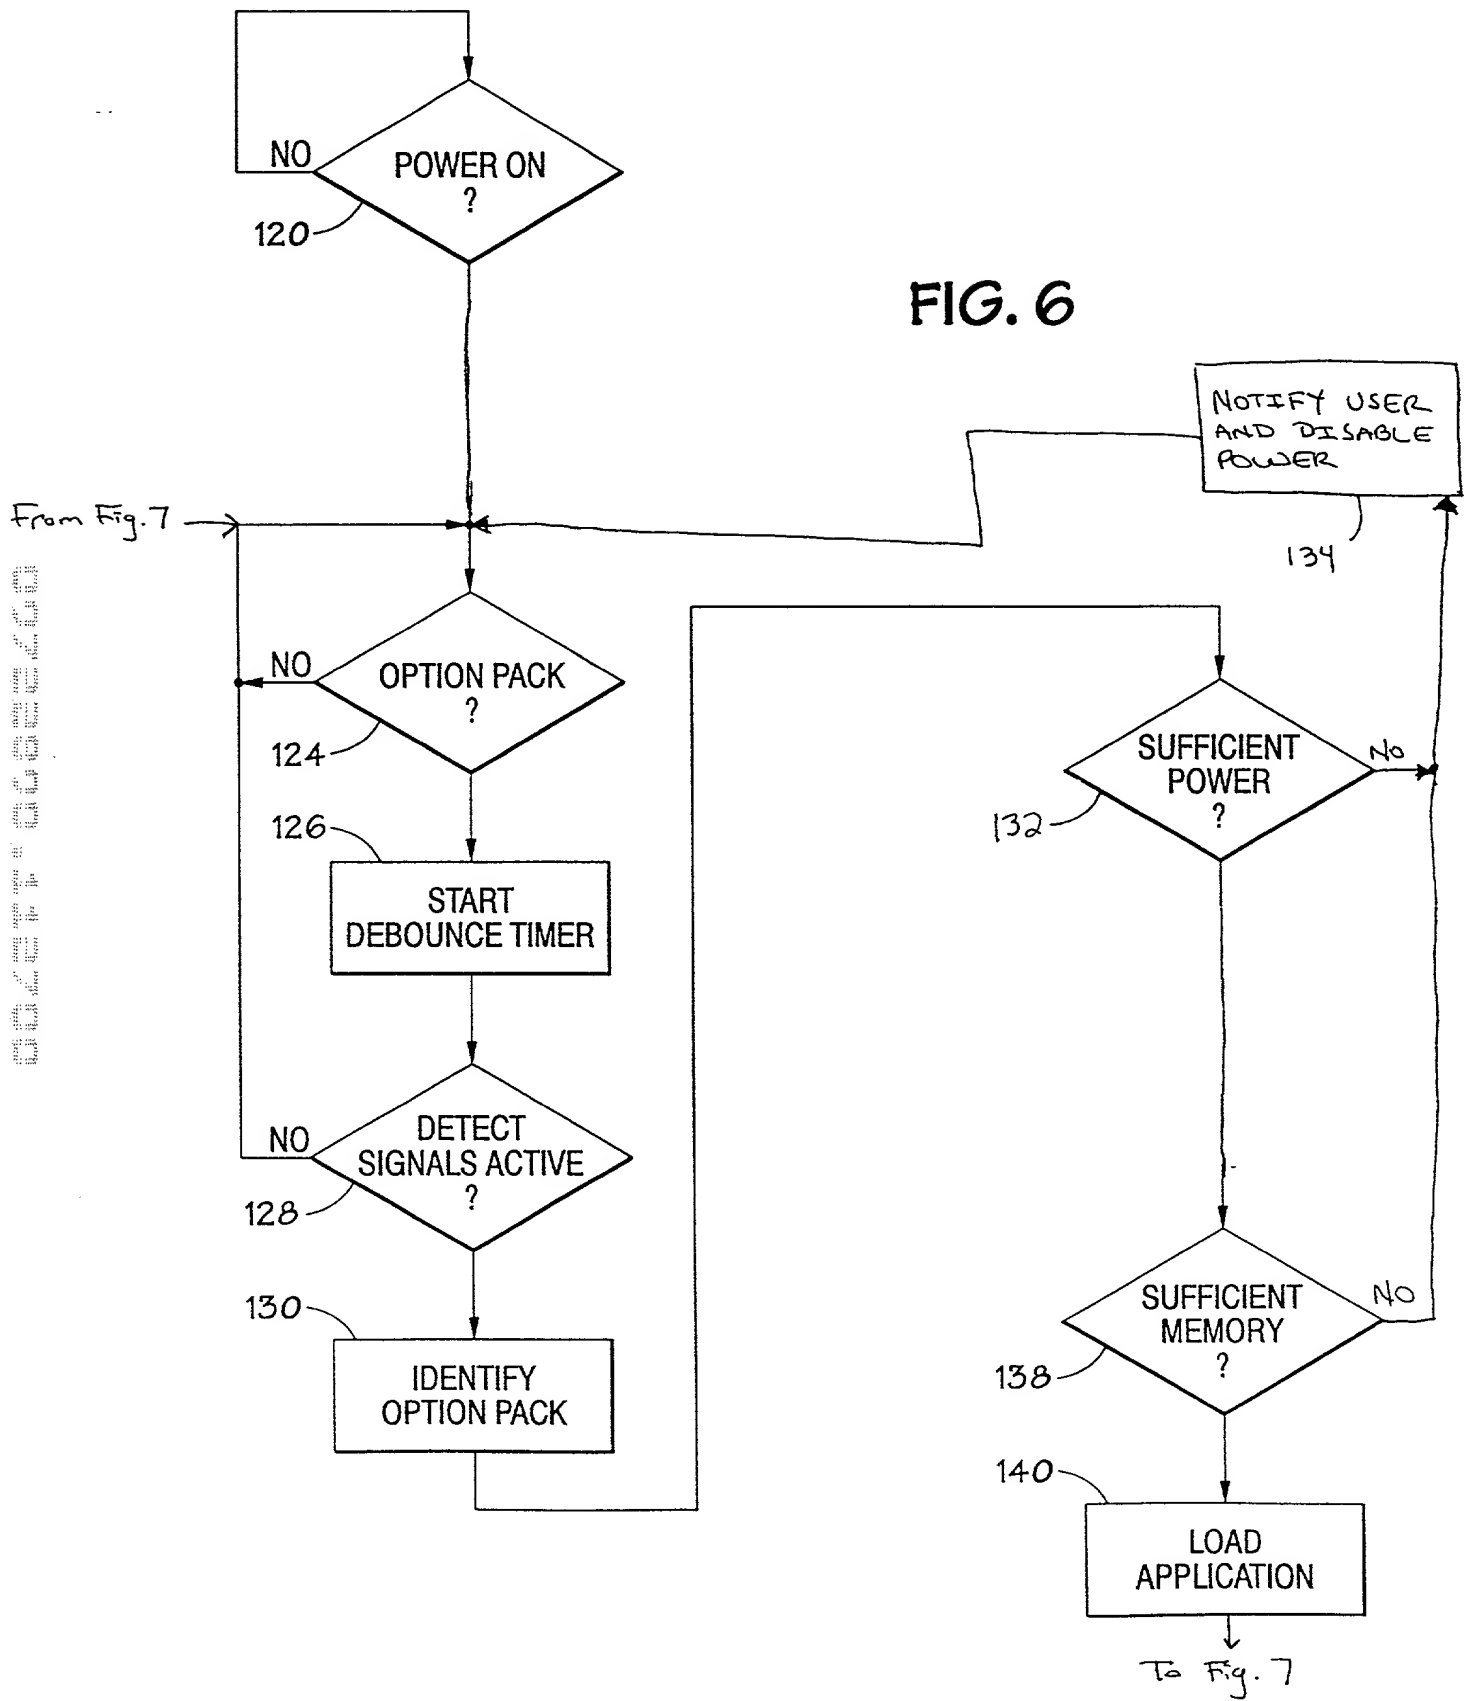 NO
POWER ON
?
120
FIG. 6
NOTIFY USER
AND DISABLE
POWER
134
From Fig. 7
NO
OPTION PACK
?
124
126
START
DEBOUNCE TIMER
NO
DETECT
SIGNALS ACTIVE
?
128
130
IDENTIFY
OPTION PACK
SUFFICIENT
POWER
?
No
132
SUFFICIENT
MEMORY
?
NO
138
140
LOAD
APPLICATION
To Fig. 7